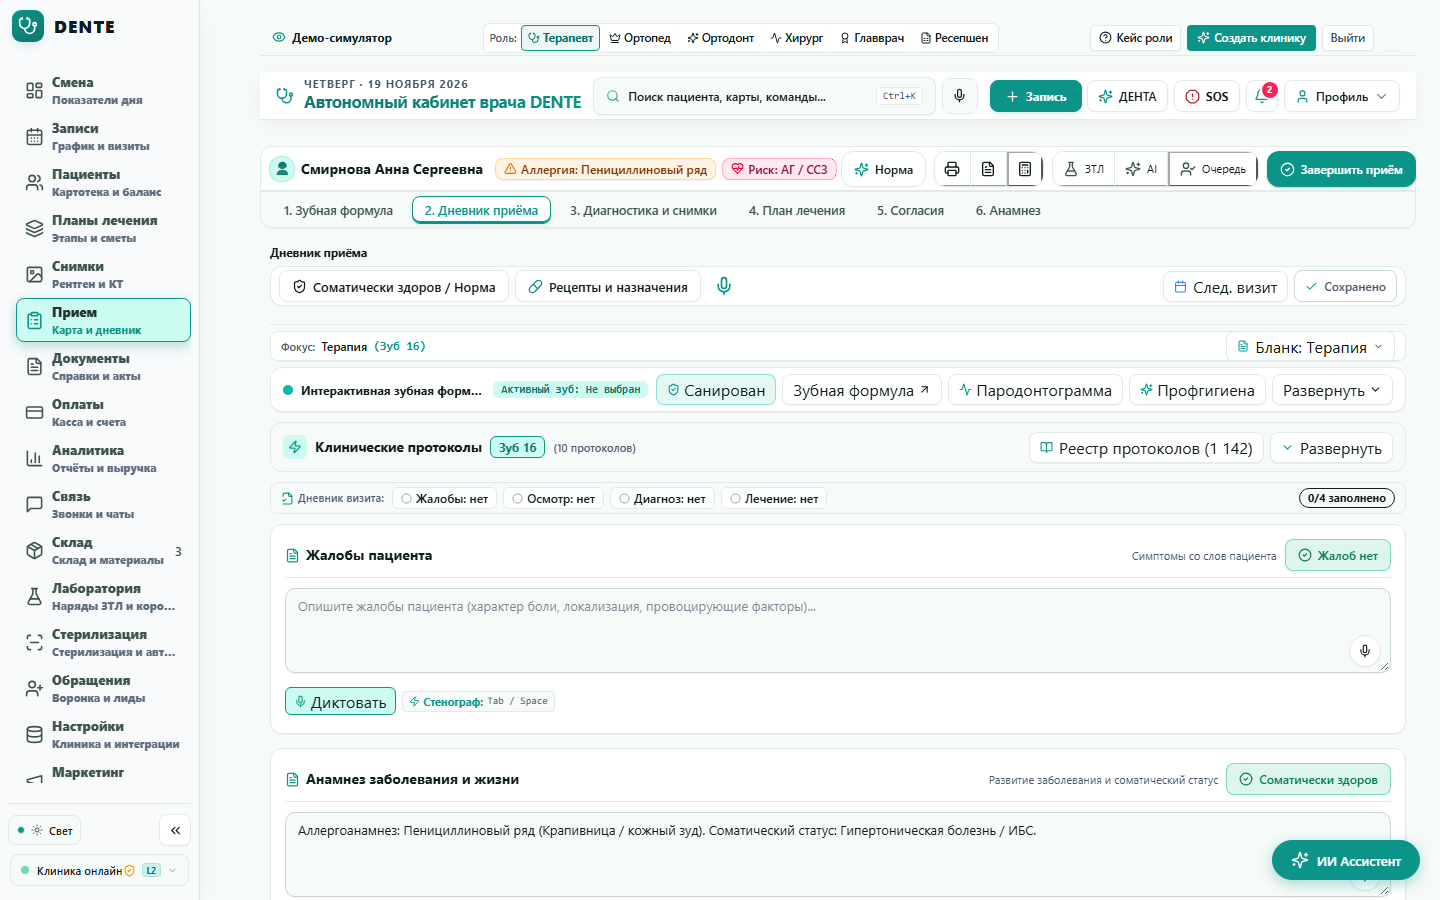 DENTE
Смена
Показатели дня
Записи
График и визиты
Пациенты
Картотека и баланс
Планы лечения
Этапы и сметы
Снимки
Рентген и КТ
Прием
Карта и дневник
Документы
Справки и акты
Оплаты
Касса и счета
Аналитика
Отчёты и выручка
Связь
Звонки и чаты
Склад
Склад и материалы
3
Лаборатория
Наряды ЗТЛ и коро...
Стерилизация
Стерилизация и авт...
Обращения
Воронка и лиды
Настройки
Клиника и интеграции
Маркетинг
Свет
Клиника онлайн L2
Демо-симулятор
Роль: Терапевт Ортопед Ортодонт Хирург Главврач Ресепшен
Кейс роли Создать клинику Выйти
ЧЕТВЕРГ · 19 НОЯБРЯ 2026
Автономный кабинет врача DENTE
Поиск пациента, карты, команды... Ctrl+K
Запись ДЕНТА SOS 2 Профиль
Смирнова Анна Сергеевна Аллергия: Пенициллиновый ряд Риск: АГ / ССЗ Норма ЗТЛ AI Очередь Завершить приём
1. Зубная формула 2. Дневник приёма 3. Диагностика и снимки 4. План лечения 5. Согласия 6. Анамнез
Дневник приёма
Соматически здоров / Норма Рецепты и назначения След. визит Сохранено
Фокус: Терапия (Зуб 16) Бланк: Терапия
Интерактивная зубная форм... Активный зуб: Не выбран Санирован Зубная формула Пародонтограмма Профгигиена Развернуть
Клинические протоколы Зуб 16 (10 протоколов) Реестр протоколов (1 142) Развернуть
Дневник визита: Жалобы: нет Осмотр: нет Диагноз: нет Лечение: нет 0/4 заполнено
Жалобы пациента Симптомы со слов пациента Жалоб нет
Опишите жалобы пациента (характер боли, локализация, провоцирующие факторы)...
Диктовать Стенограф: Tab / Space
Анамнез заболевания и жизни Развитие заболевания и соматический статус Соматически здоров
Аллергоанамнез: Пенициллиновый ряд (Крапивница / кожный зуд). Соматический статус: Гипертоническая болезнь / ИБС.
ИИ Ассистент